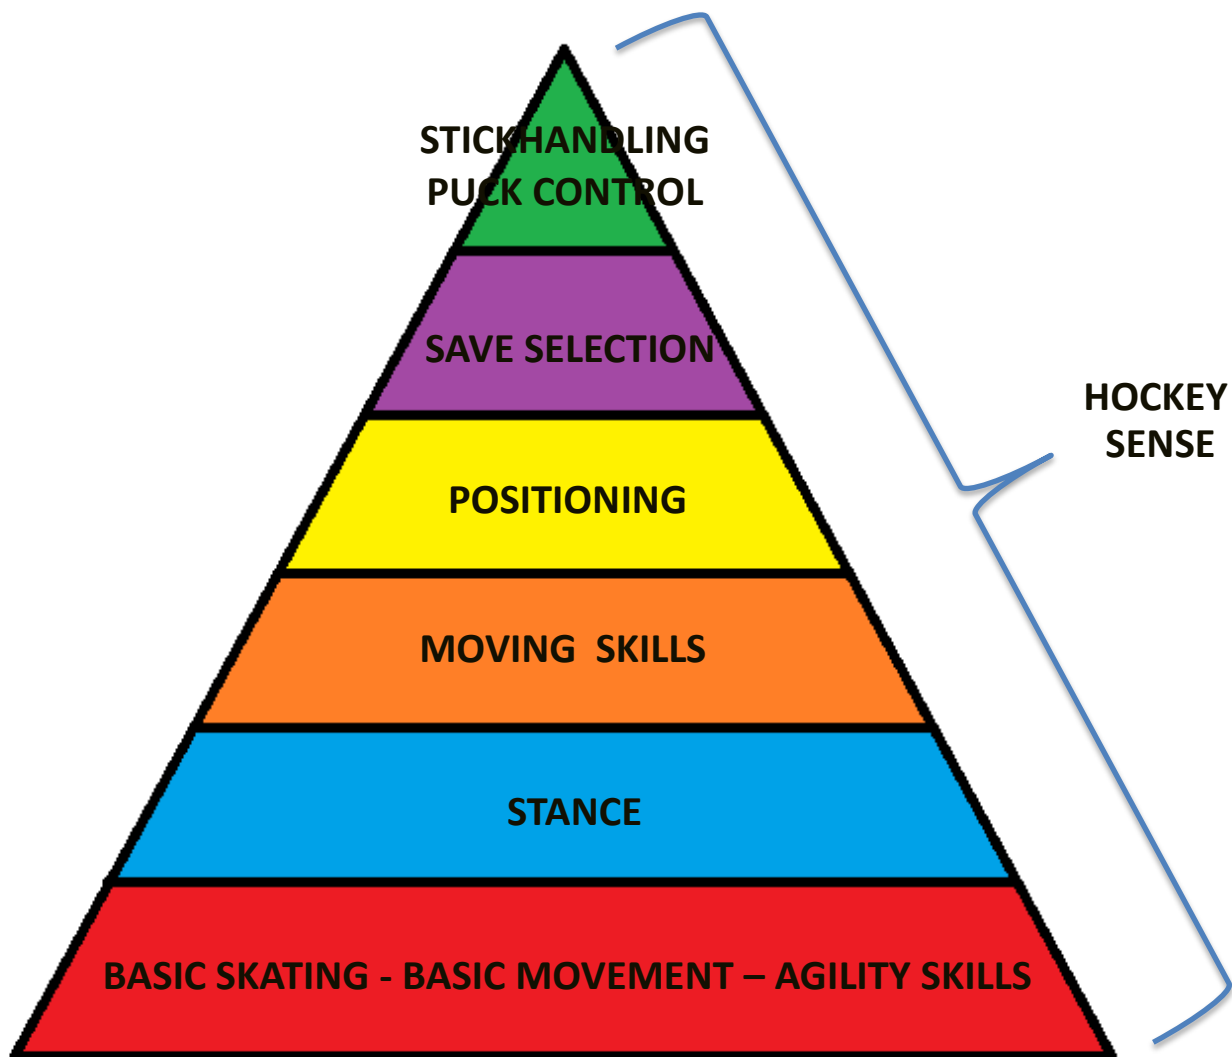 STICKHANDLING
PUCK CONTROL
SAVE SELECTION
HOCKEY
SENSE
POSITIONING
MOVING  SKILLS
STANCE
BASIC SKATING - BASIC MOVEMENT – AGILITY SKILLS